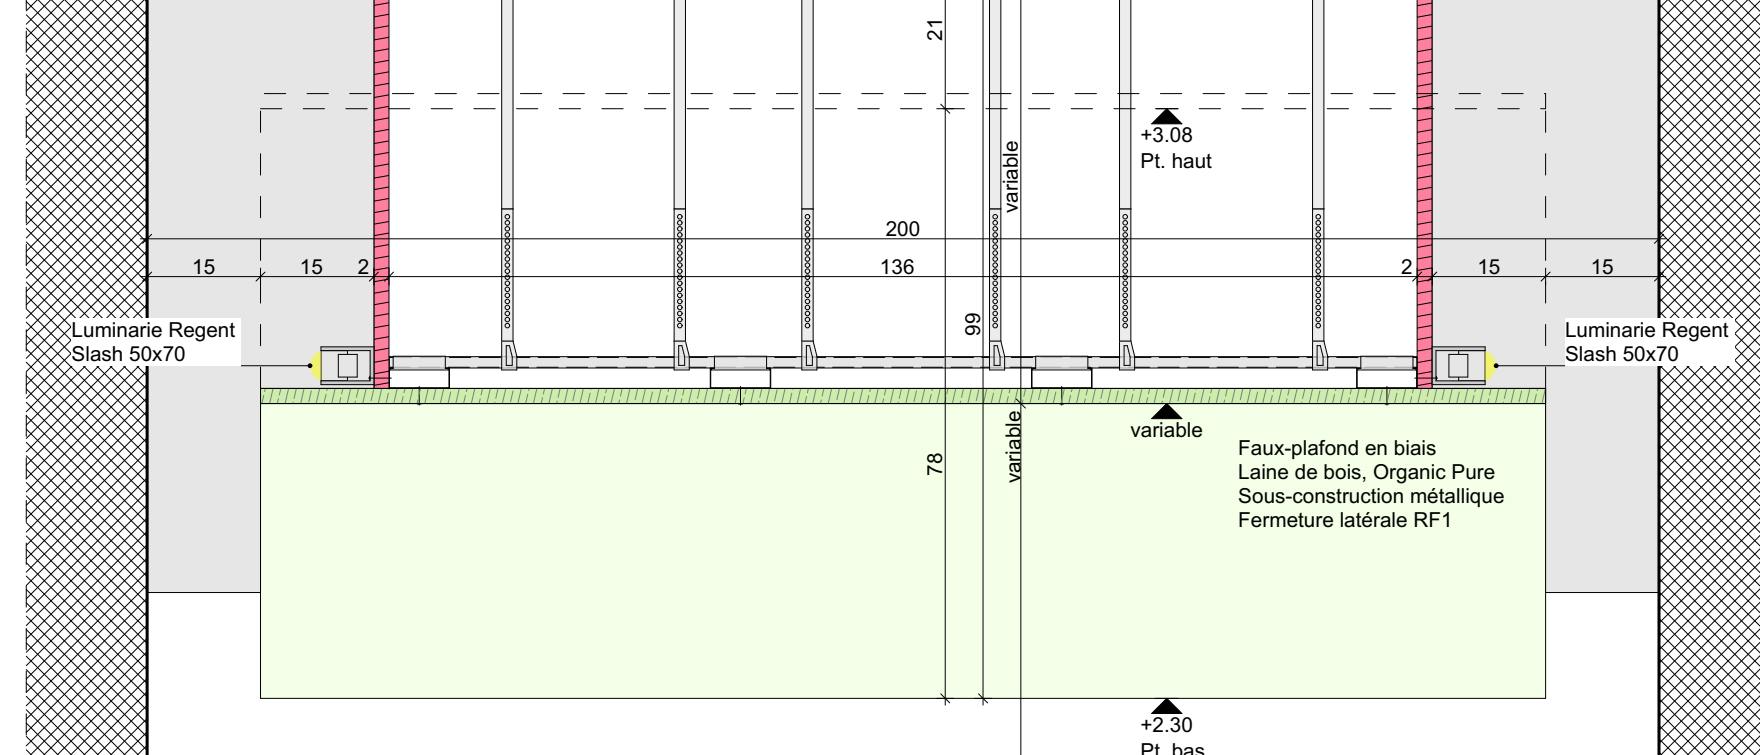 21
+3.08
Pt. haut
variable
200
15
15
2
136
2
15
15
99
Luminarie Regent
Slash 50x70
Luminarie Regent
Slash 50x70
variable
variable
78
Faux-plafond en biais
Laine de bois, Organic Pure
Sous-construction métallique
Fermeture latérale RF1
+2.30
Pt. bas